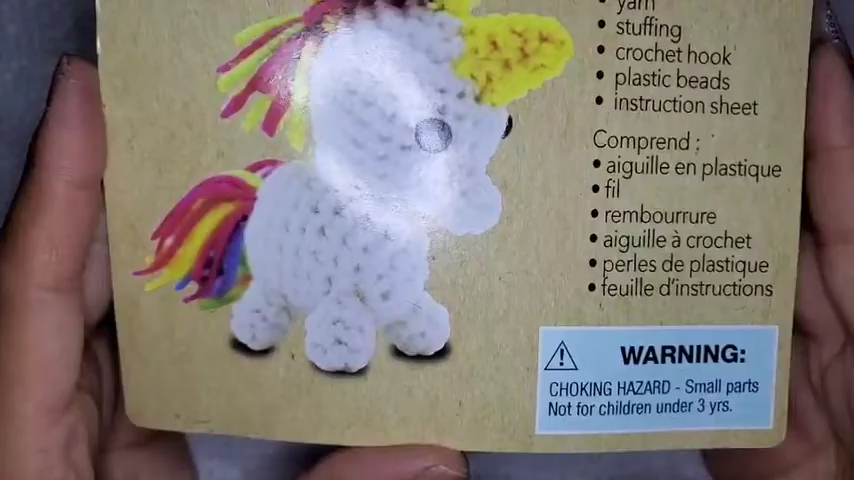 • yarn
• stuffing
• crochet hook
• plastic beads
• instruction sheet
Comprend :
• aiguille en plastique
• fil
• rembourrure
• aiguille à crochet
• perles de plastique
• feuille d'instructions
WARNING:
CHOKING HAZARD - Small parts
Not for children under 3 yrs.